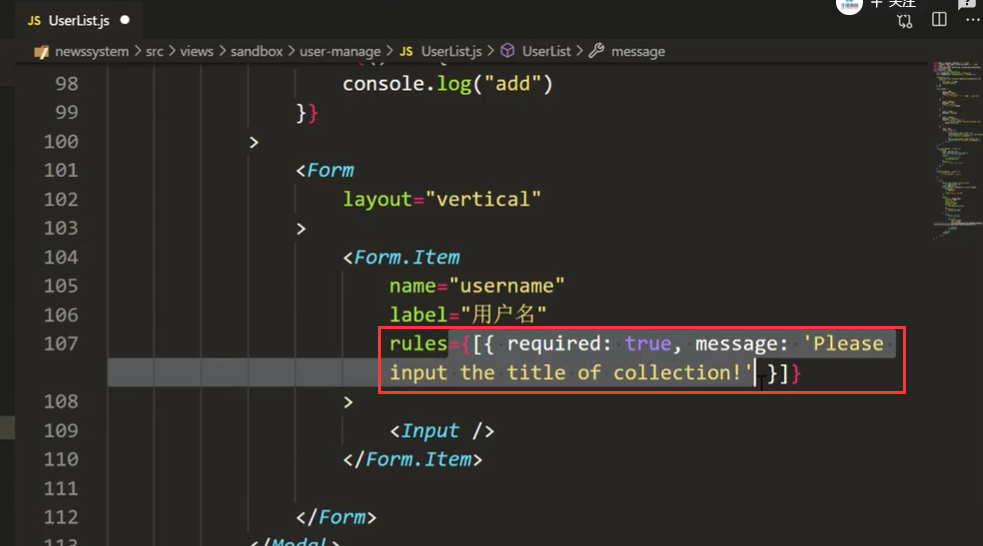 关注
JS UserList.js ●
newssystem > src > views > sandbox > user-manage > JS UserList.js > UserList > message
98 console.log("add")
99 }}
100 >
101 <Form
102 layout="vertical"
103 >
104 <Form.Item
105 name="username"
106 label="用户名"
107 rules={[{ required: true, message: 'Please
input the title of collection!' }]}
108 >
109 <Input />
110 </Form.Item>
111
112 </Form>
113 </Modal>